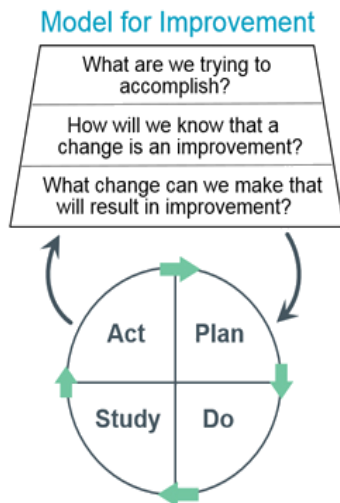 Model for Improvement
What are we trying to
accomplish?
How will we know that a
change is an improvement?
What change can we make that
will result in improvement?
Act
Plan
Study
Do